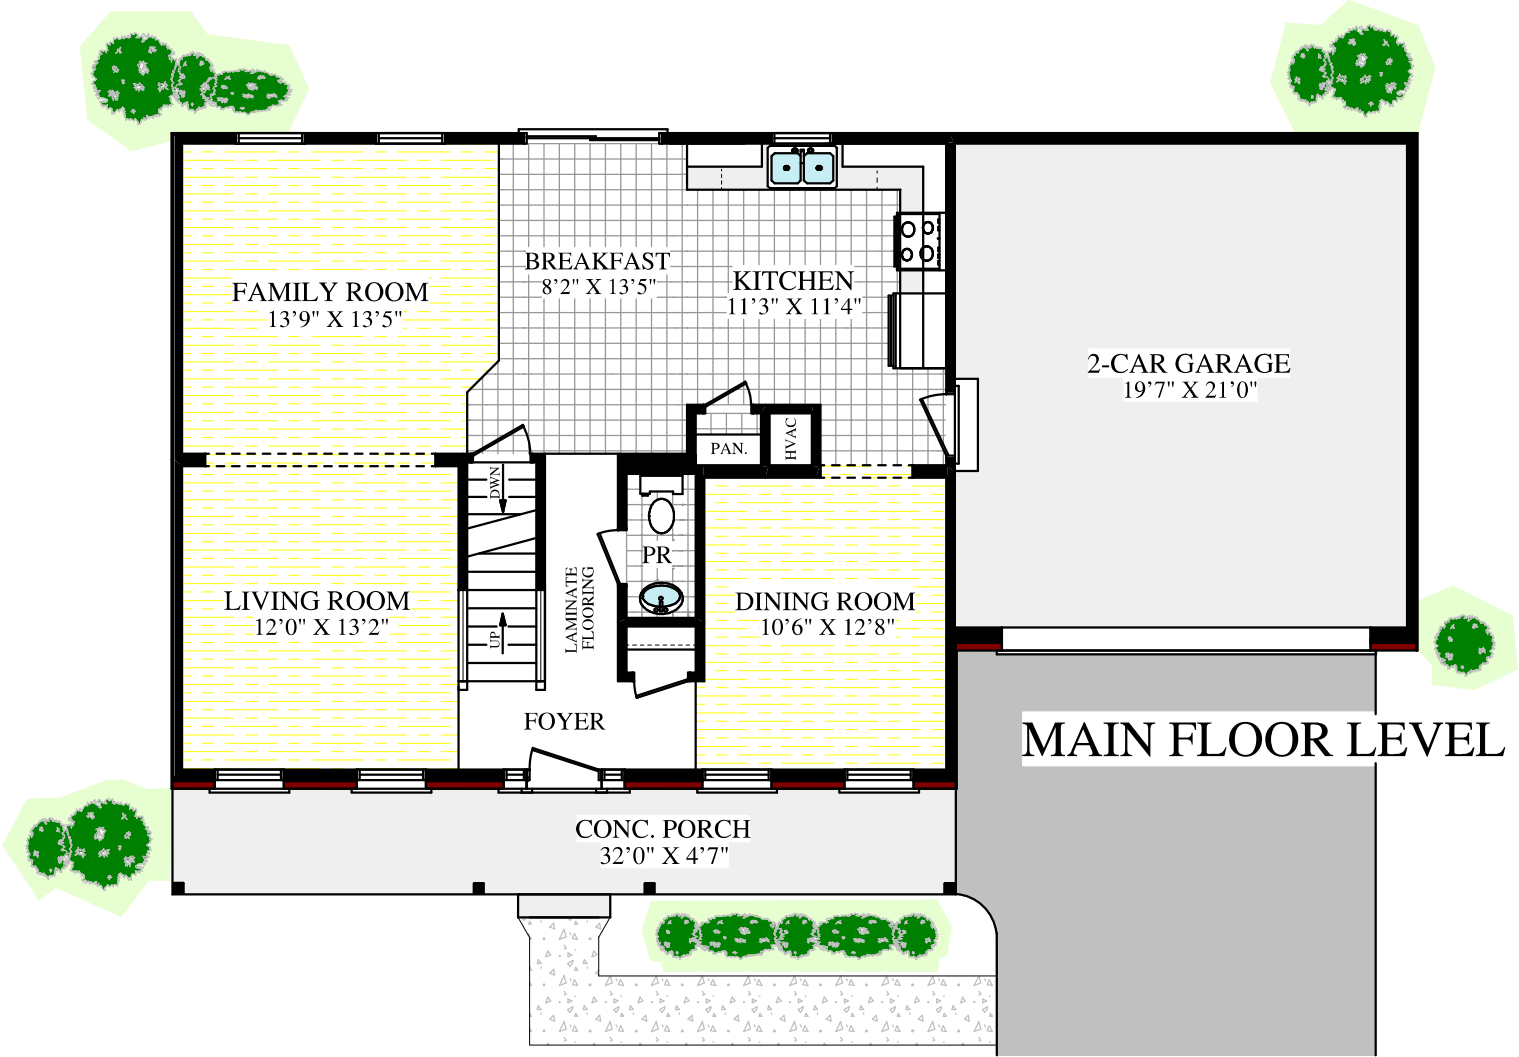 BREAKFAST
8'2" X 13'5"
KITCHEN
11'3" X 11'4"
FAMILY ROOM
13'9" X 13'5"
2-CAR GARAGE
19'7" X 21'0"
PAN.
HVAC
DWN
PR
LIVING ROOM
12'0" X 13'2"
UP
LAMINATE
FLOORING
DINING ROOM
10'6" X 12'8"
FOYER
MAIN FLOOR LEVEL
CONC. PORCH
32'0" X 4'7"